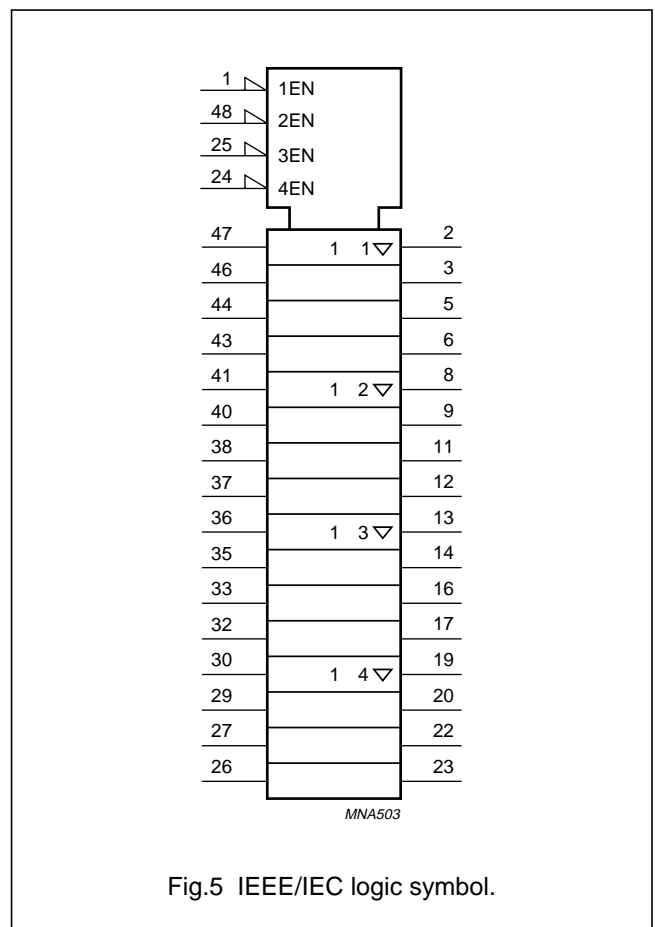 1 1EN
48 2EN
25 3EN
24 4EN
47 1 1▽ 2
46 3
44 5
43 6
41 1 2▽ 8
40 9
38 11
37 12
36 1 3▽ 13
35 14
33 16
32 17
30 1 4▽ 19
29 20
27 22
26 23
MNA503
Fig.5 IEEE/IEC logic symbol.